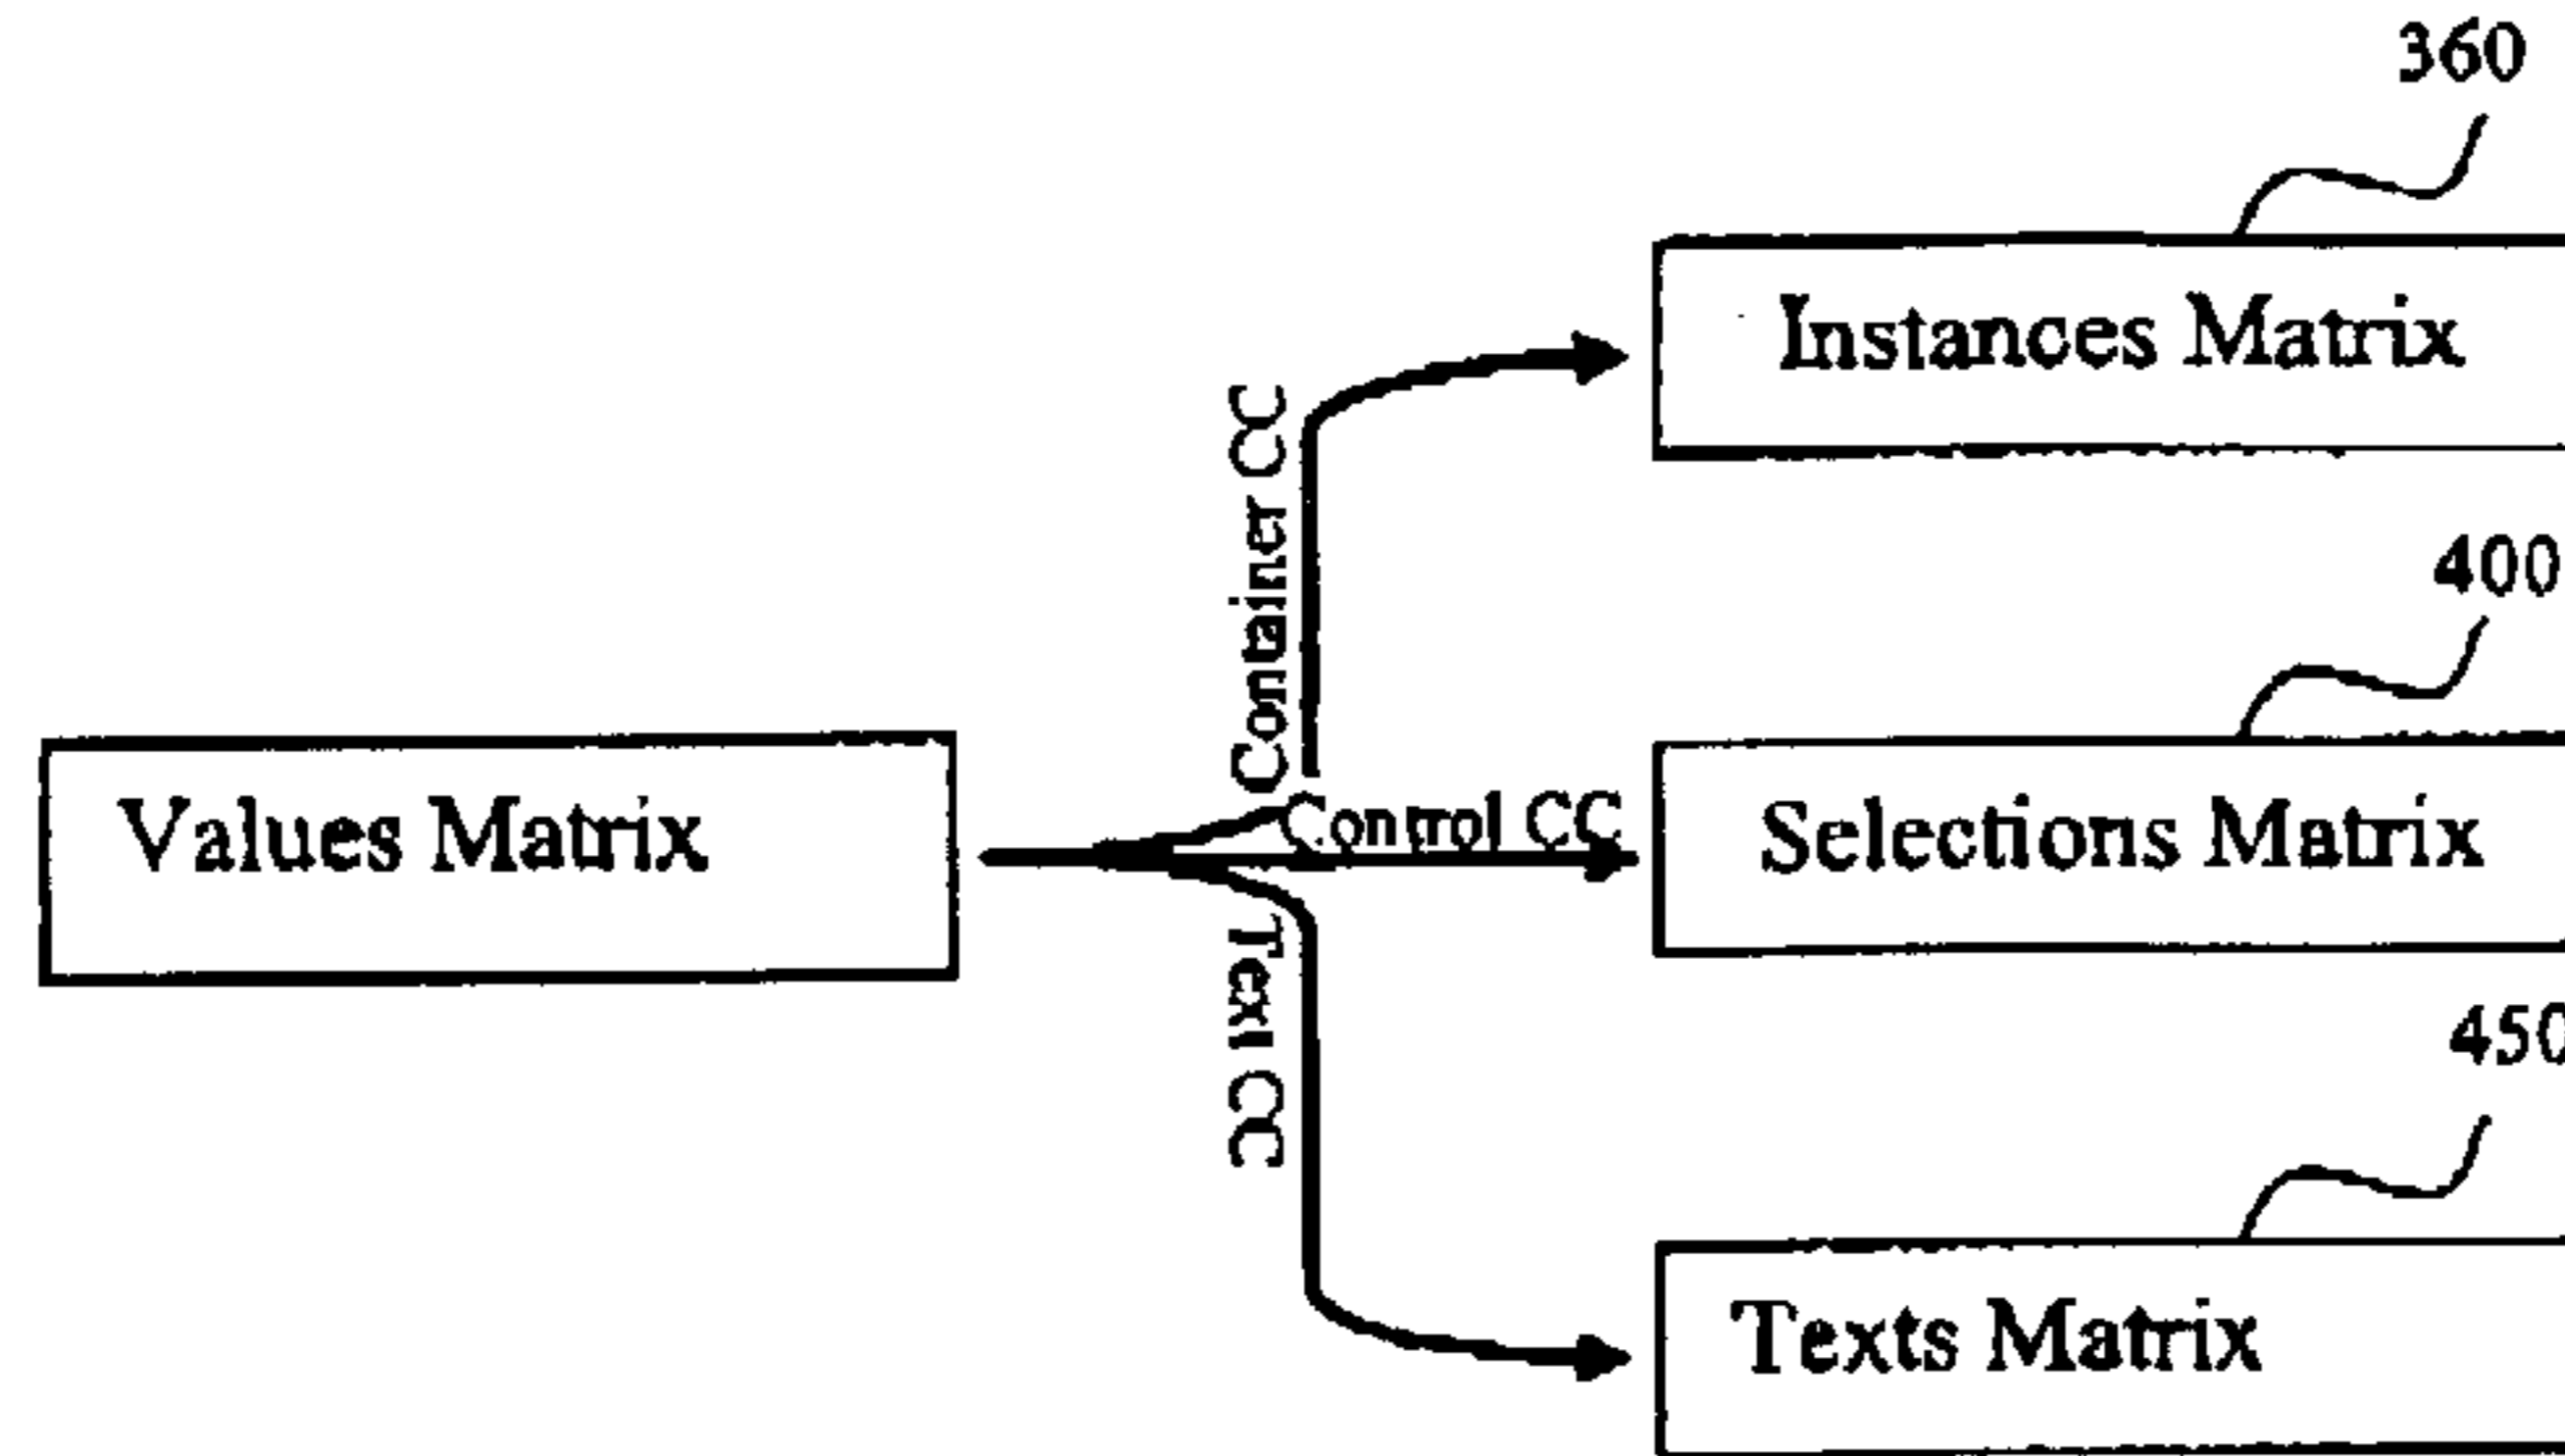 360
Instances Matrix
Container CC
400
Control CC
Values Matrix
Selections Matrix
Text CC
450
Texts Matrix